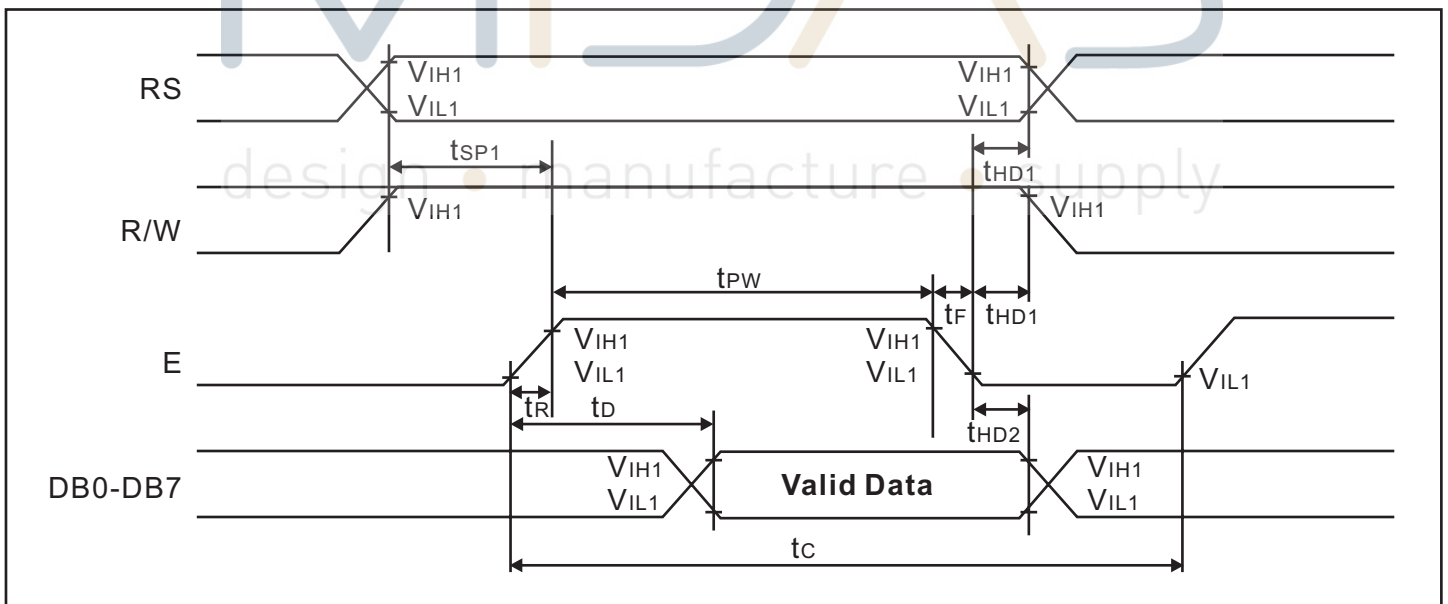 MIDAS
design • manufacture • supply
RS
VIH1
VIL1
VIH1
VIL1
tSP1
tHD1
R/W
VIH1
VIH1
tPW
tF
tHD1
E
VIH1
VIL1
VIH1
VIL1
VIL1
tR
tD
tHD2
DB0-DB7
VIH1
VIL1
Valid Data
VIH1
VIL1
tC